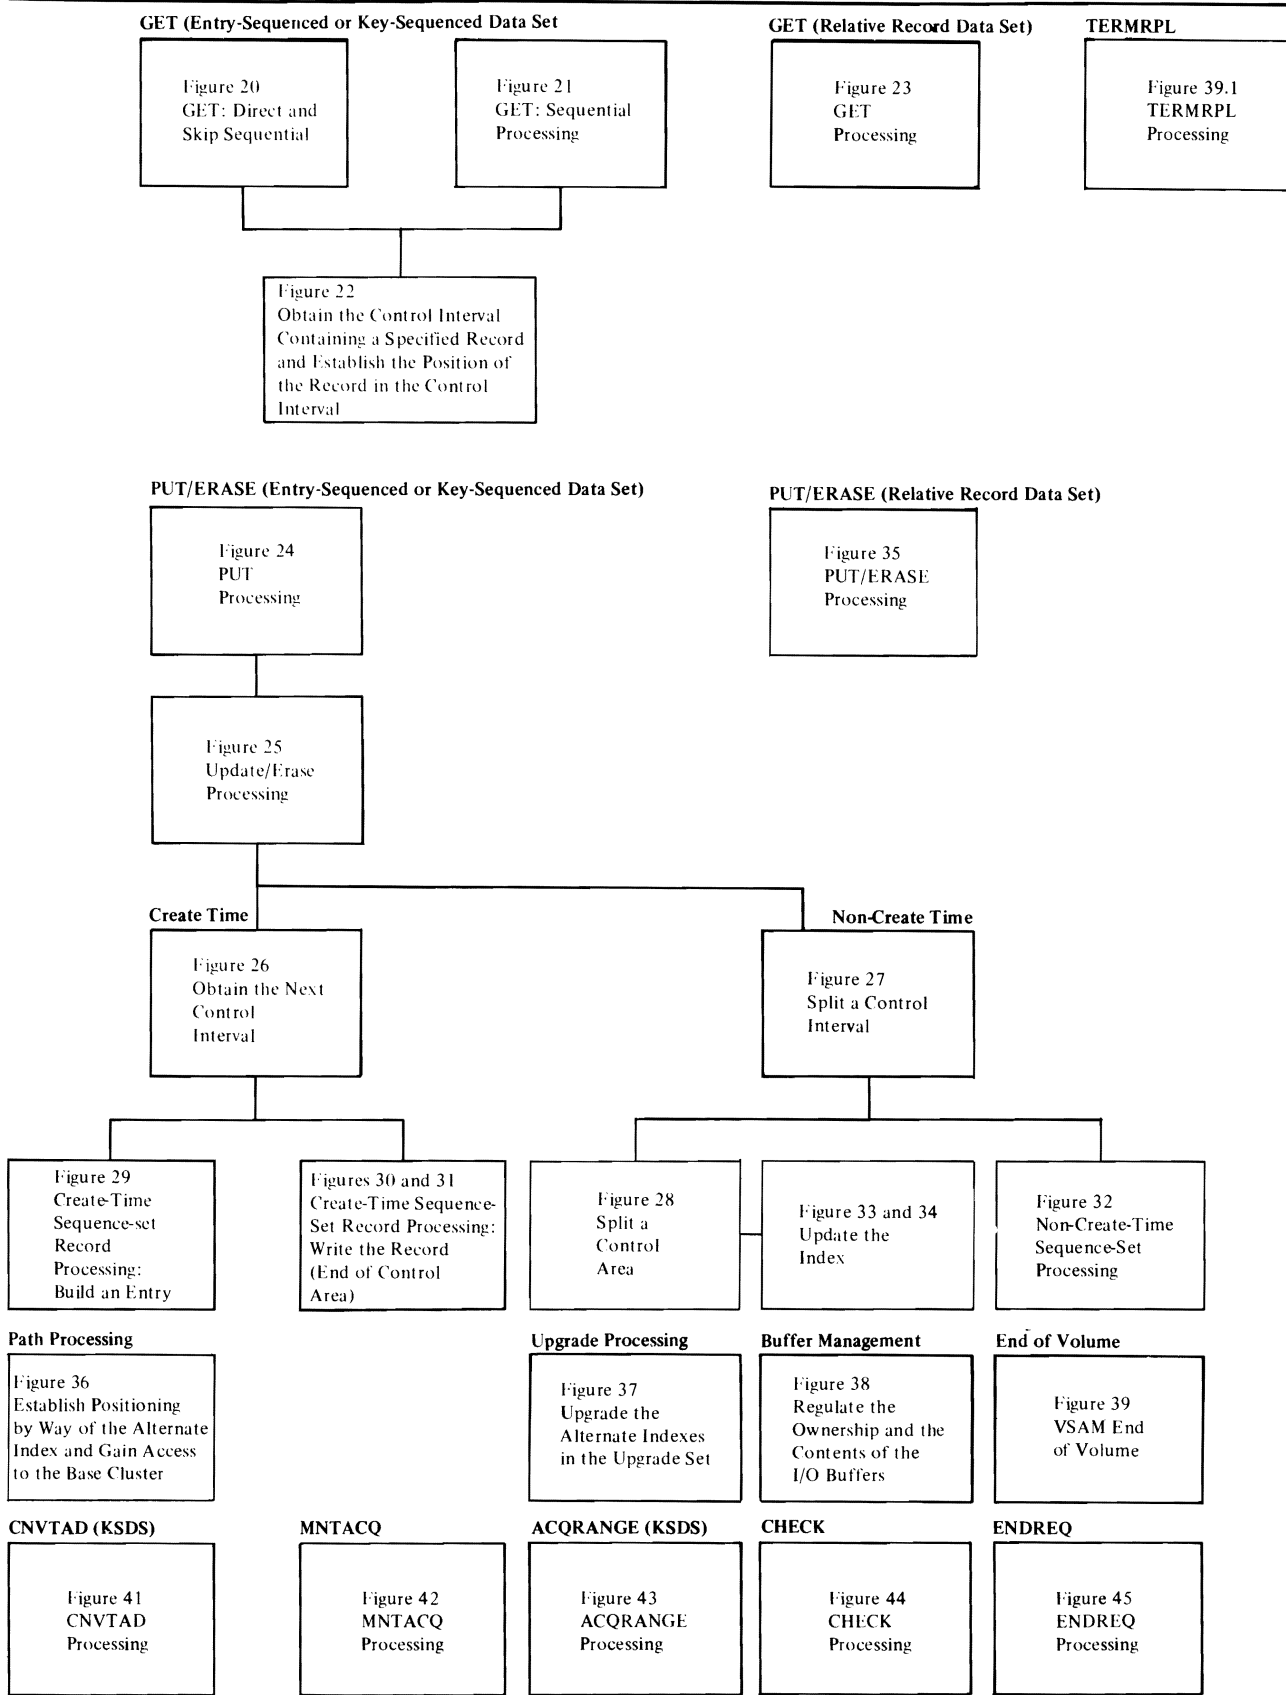 GET (Entry-Sequenced or Key-Sequenced Data Set
GET (Relative Record Data Set)
TERMRPL
Figure 20
GET: Direct and
Skip Sequential
Figure 21
GET: Sequential
Processing
Figure 23
GET
Processing
Figure 39.1
TERMRPL
Processing
Figure 22
Obtain the Control Interval
Containing a Specified Record
and Establish the Position of
the Record in the Control
Interval
PUT/ERASE (Entry-Sequenced or Key-Sequenced Data Set)
PUT/ERASE (Relative Record Data Set)
Figure 24
PUT
Processing
Figure 35
PUT/ERASE
Processing
Figure 25
Update/Erase
Processing
Create Time
Non-Create Time
Figure 26
Obtain the Next
Control
Interval
Figure 27
Split a Control
Interval
Figure 29
Create-Time
Sequence-set
Record
Processing:
Build an Entry
Figures 30 and 31
Create-Time Sequence-
Set Record Processing:
Write the Record
(End of Control
Area)
Figure 28
Split a
Control
Area
Figure 33 and 34
Update the
Index
Figure 32
Non-Create-Time
Sequence-Set
Processing
Path Processing
Upgrade Processing
Buffer Management
End of Volume
Figure 36
Establish Positioning
by Way of the Alternate
Index and Gain Access
to the Base Cluster
Figure 37
Upgrade the
Alternate Indexes
in the Upgrade Set
Figure 38
Regulate the
Ownership and the
Contents of the
I/O Buffers
Figure 39
VSAM End
of Volume
CNVTAD (KSDS)
MNTACQ
ACQRANGE (KSDS)
CHECK
ENDREQ
Figure 41
CNVTAD
Processing
Figure 42
MNTACQ
Processing
Figure 43
ACQRANGE
Processing
Figure 44
CHECK
Processing
Figure 45
ENDREQ
Processing